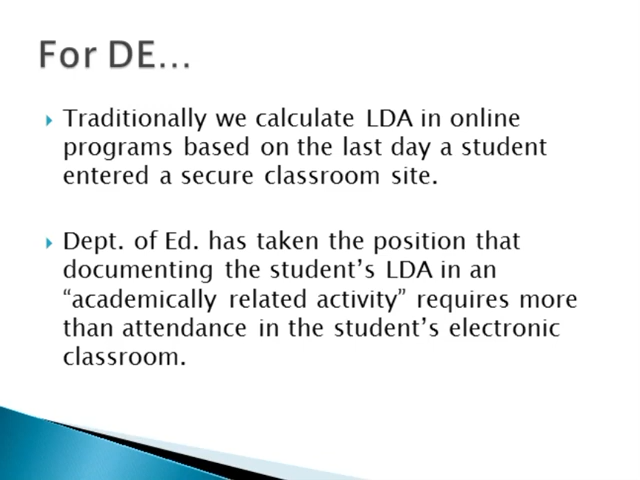 For DE...
Traditionally we calculate LDA in online
programs based on the last day a student
entered a secure classroom site.
Dept. of Ed. has taken the position that
documenting the student’s LDA in an
“academically related activity” requires more
than attendance in the student’s electronic
classroom.